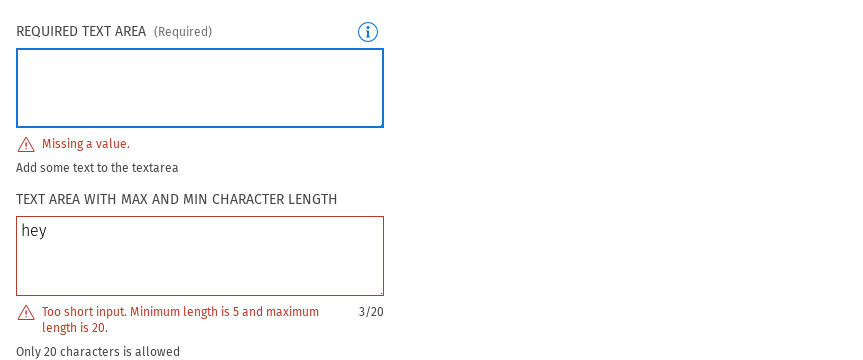 REQUIRED TEXT AREA (Required)
Missing a value.
Add some text to the textarea
TEXT AREA WITH MAX AND MIN CHARACTER LENGTH
hey
Too short input. Minimum length is 5 and maximum 3/20
length is 20.
Only 20 characters is allowed